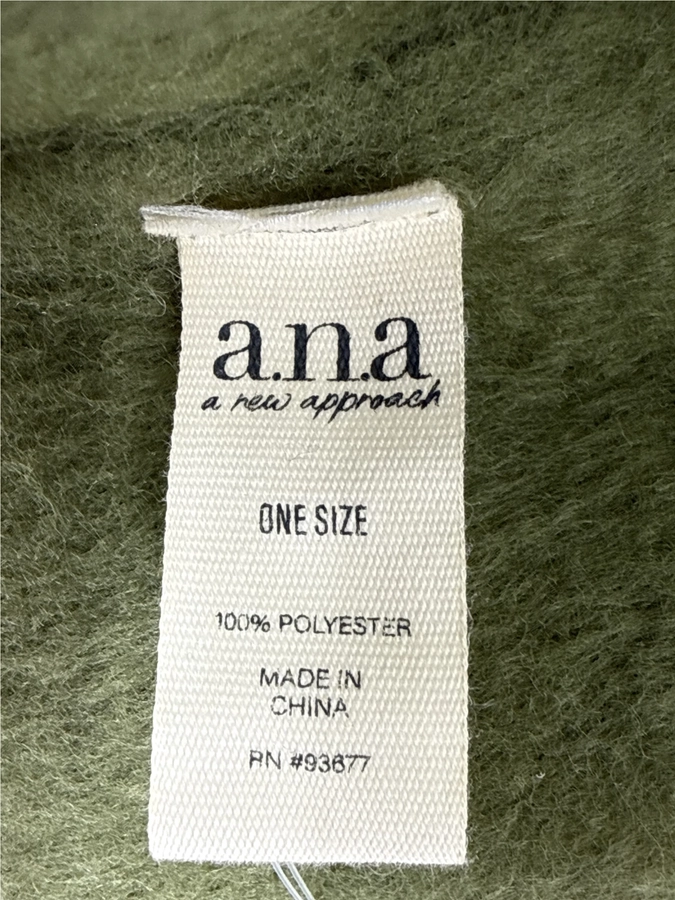 a.n.a
a new approach
ONE SIZE
100% POLYESTER
MADE IN
CHINA
RN #93677